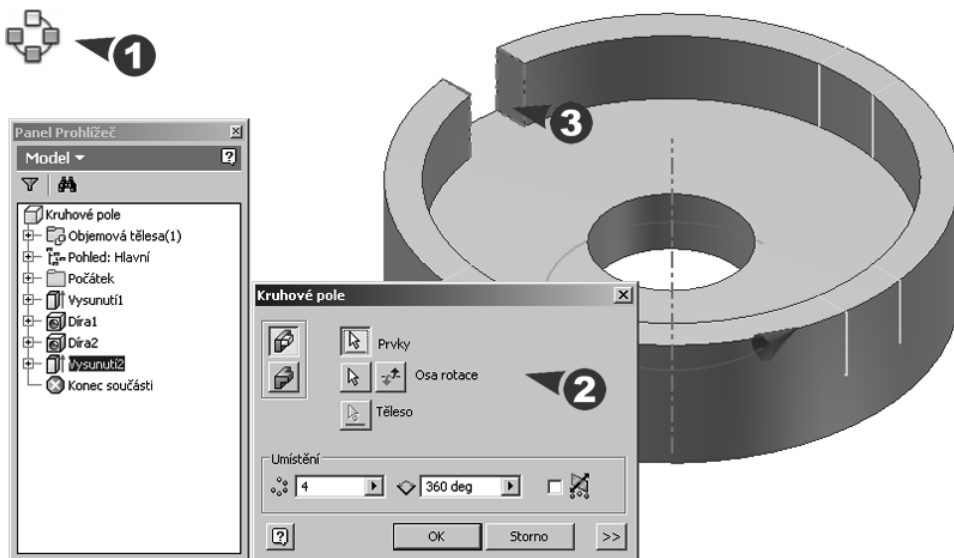 1
Panel Prohlížeč
Model
Kruhové pole
Objemová tělesa(1)
Pohled: Hlavní
Počátek
Vysunutí1
Díra1
Díra2
Vysunutí2
Konec součásti
3
Kruhové pole
Prvky
Osa rotace
Těleso
2
Umístění
4
360 deg
OK
Storno
>>